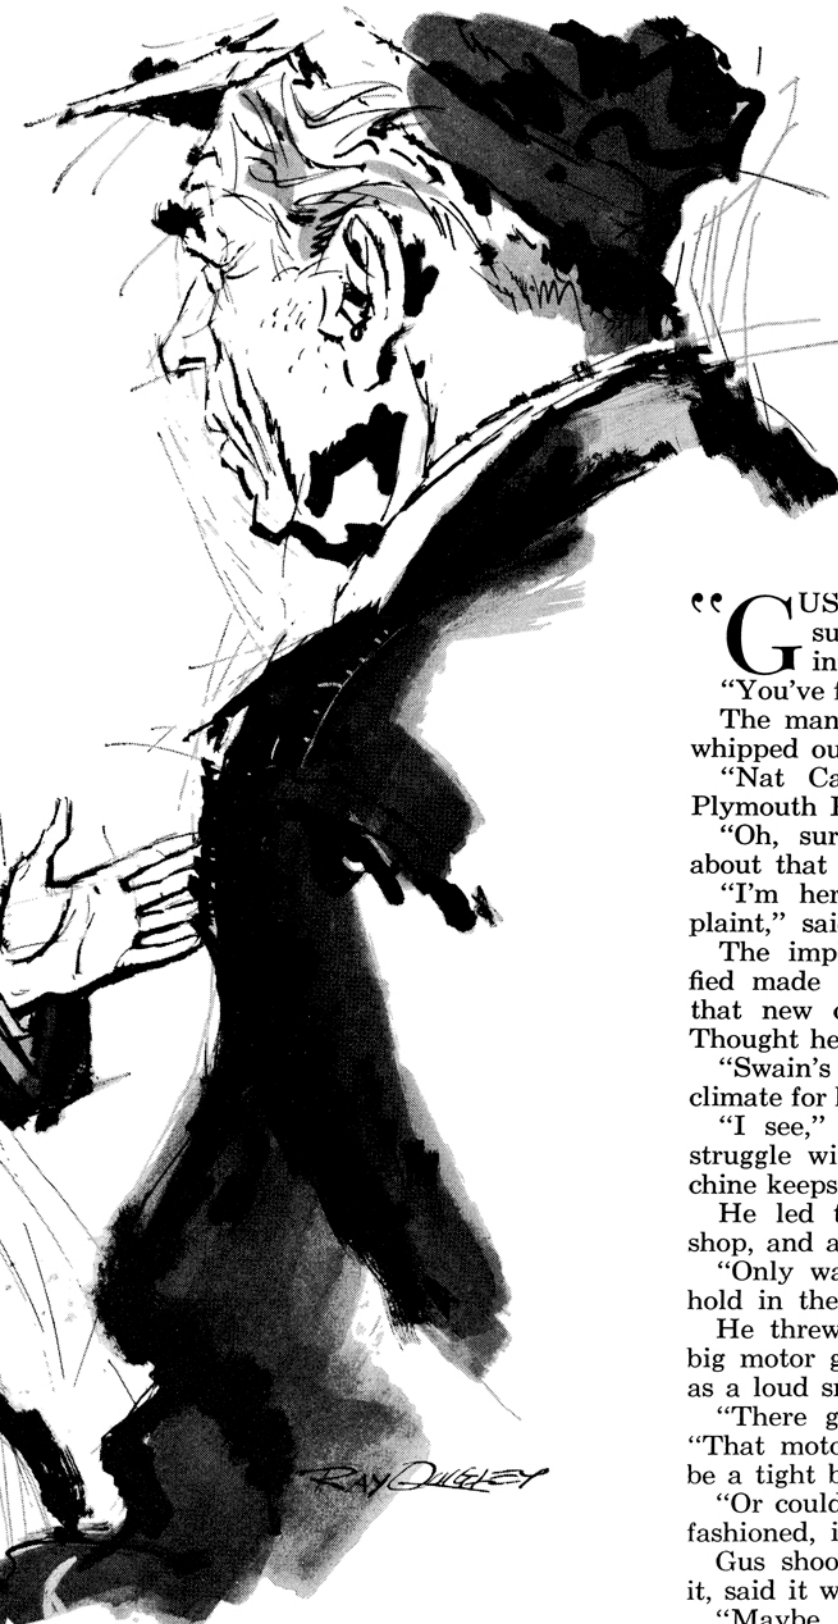 "GUS
su
in
"You've f
The man
whipped ou
"Nat Ca
Plymouth
"Oh, sur
about that
"I'm her
plaint," sai
The imp
fied made
that new
Thought he
"Swain's
climate for
"I see,"
struggle wi
chine keeps
He led t
shop, and a
"Only wa
hold in the
He threw
big motor g
as a loud sn
"There g
"That moto
be a tight b
"Or could
fashioned, i
Gus shoo
it, said it w
"Maybe
RAY QUIGLEY